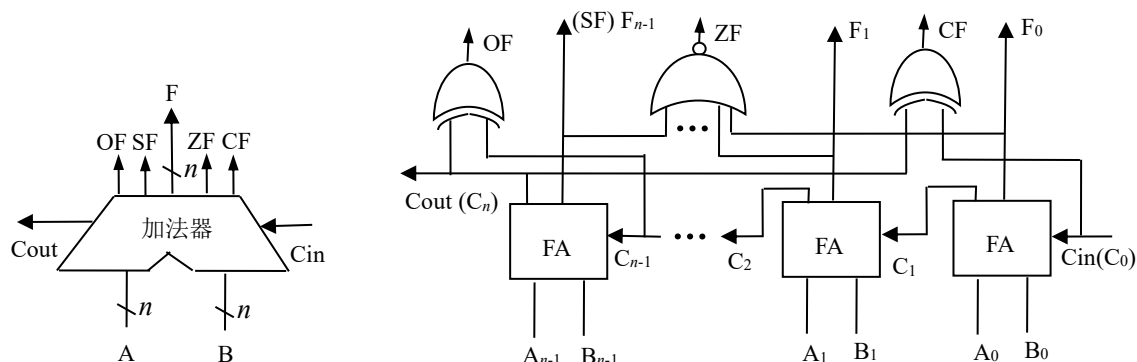 F
OF SF ZF CF
n
Cout 加法器 Cin
n n
A B
OF (SF) Fn-1 ZF F1 CF F0
•••
Cout (Cn)
FA Cn-1 ••• C2 FA C1 FA Cin(C0)
An-1 Bn-1 A1 B1 A0 B0